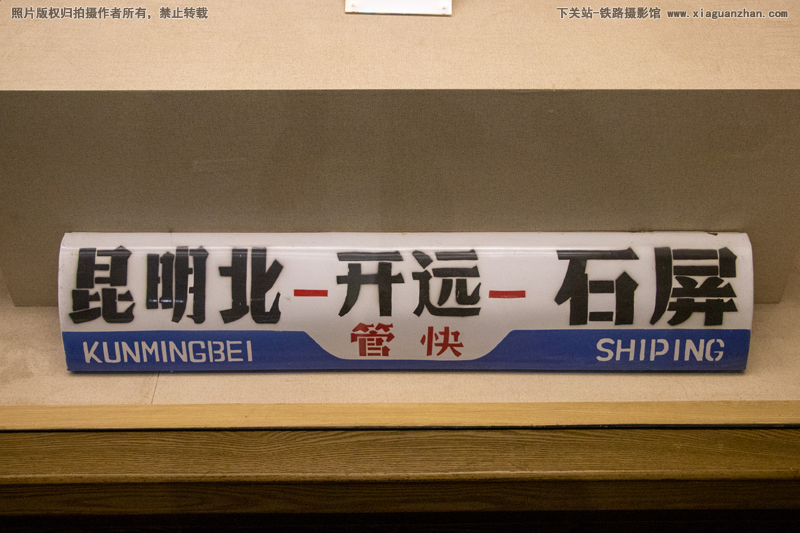 照片版权归拍摄作者所有，禁止转载
下关站-铁路摄影馆 www.xiaguanzhan.com
昆明北－开远－石屏
管快
KUNMINGBEI SHIPING